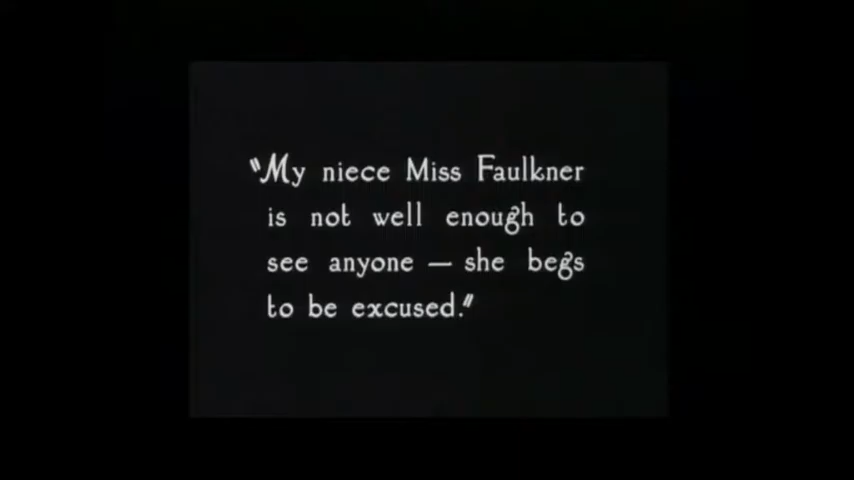 "My niece Miss Faulkner
is not well enough to
see anyone — she begs
to be excused."